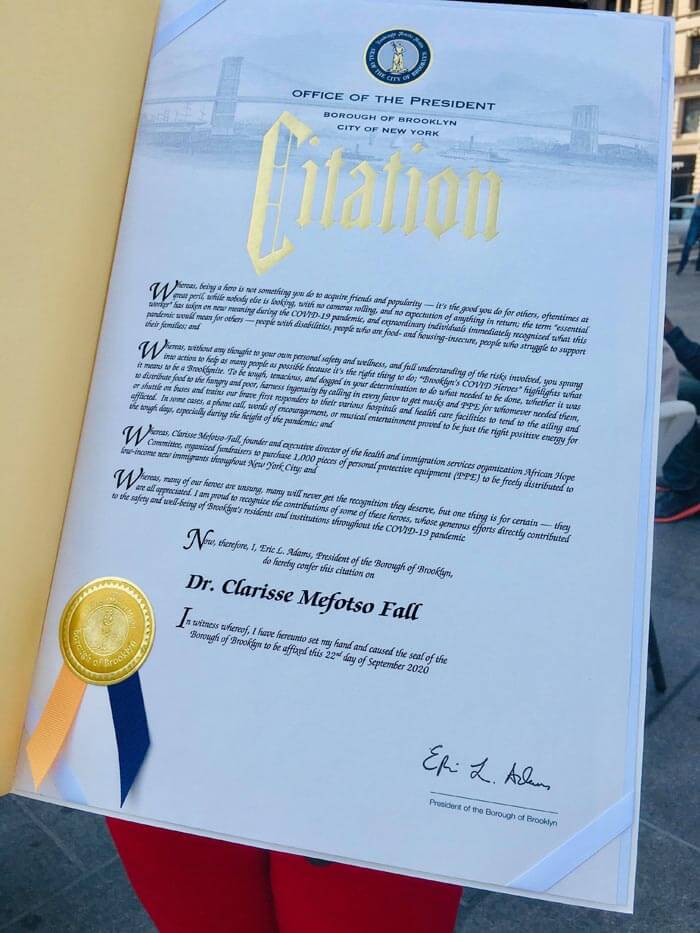 SEAL OF THE CITY OF BROOKLYN
OFFICE OF THE PRESIDENT
BOROUGH OF BROOKLYN
CITY OF NEW YORK
Citation
Whereas, being a hero is not something you do to acquire friends and popularity — it's the good you do for others, oftentimes at
great peril, while nobody else is looking, with no cameras rolling, and no expectation of anything in return; the term "essential
worker" has taken on new meaning during the COVID-19 pandemic, and extraordinary individuals immediately recognized what this
pandemic would mean for others — people with disabilities, people who are food- and housing-insecure, people who struggle to support
their families; and
Whereas, without any thought to your own personal safety and wellness, and full understanding of the risks involved, you sprung
into action to help as many people as possible because it's the right thing to do; "Brooklyn's COVID Heroes" highlights what
it means to be a Brooklynite. To be tough, tenacious, and dogged in your determination to do what needed to be done, whether it was
to distribute food to the hungry and poor, harness ingenuity by calling in every favor to get masks and PPE for whomever needed them,
or shuttle on buses and trains our brave first responders to their various hospitals and health care facilities to tend to the ailing and
afflicted. In some cases, a phone call, words of encouragement, or musical entertainment proved to be just the right positive energy for
the tough days, especially during the height of the pandemic; and
Whereas, Clarisse Mefotso-Fall, founder and executive director of the health and immigration services organization African Hope
Committee, organized fundraisers to purchase 1,000 pieces of personal protective equipment (PPE) to be freely distributed to
low-income new immigrants throughout New York City; and
Whereas, many of our heroes are unsung, many will never get the recognition they deserve, but one thing is for certain — they
are all appreciated. I am proud to recognize the contributions of some of these heroes, whose generous efforts directly contributed
to the safety and well-being of Brooklyn's residents and institutions throughout the COVID-19 pandemic
Now, therefore, I, Eric L. Adams, President of the Borough of Brooklyn,
do hereby confer this citation on
Dr. Clarisse Mefotso Fall
In witness whereof, I have hereunto set my hand and caused the seal of the
Borough of Brooklyn to be affixed this 22nd day of September 2020
Borough of Brooklyn
Eric L. Adams
President of the Borough of Brooklyn